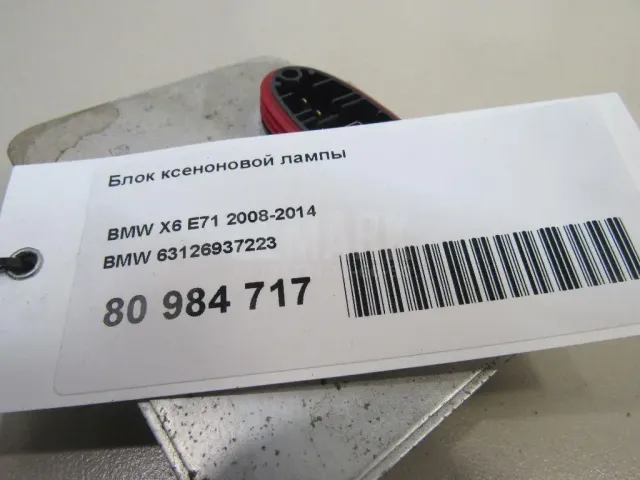 Блок ксеноновой лампы
BMW X6 E71 2008-2014
BMW 63126937223
80 984 717